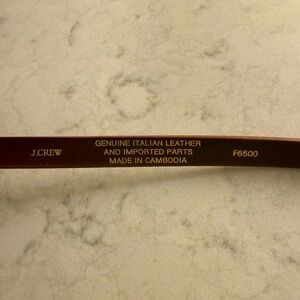 J.CREW
GENUINE ITALIAN LEATHER
AND IMPORTED PARTS
MADE IN CAMBODIA
F6500